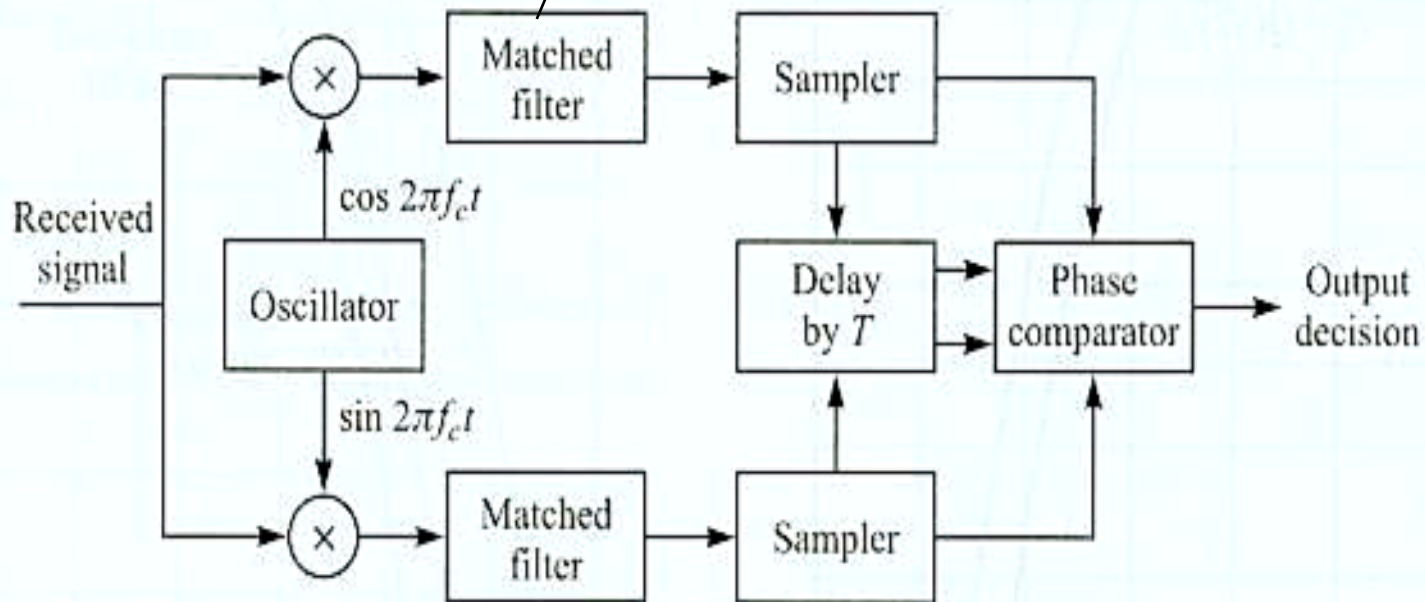 Matched
filter
Sampler
cos 2πf_ct
Received
signal
Oscillator
Delay
by T
Phase
comparator
Output
decision
sin 2πf_ct
Matched
filter
Sampler